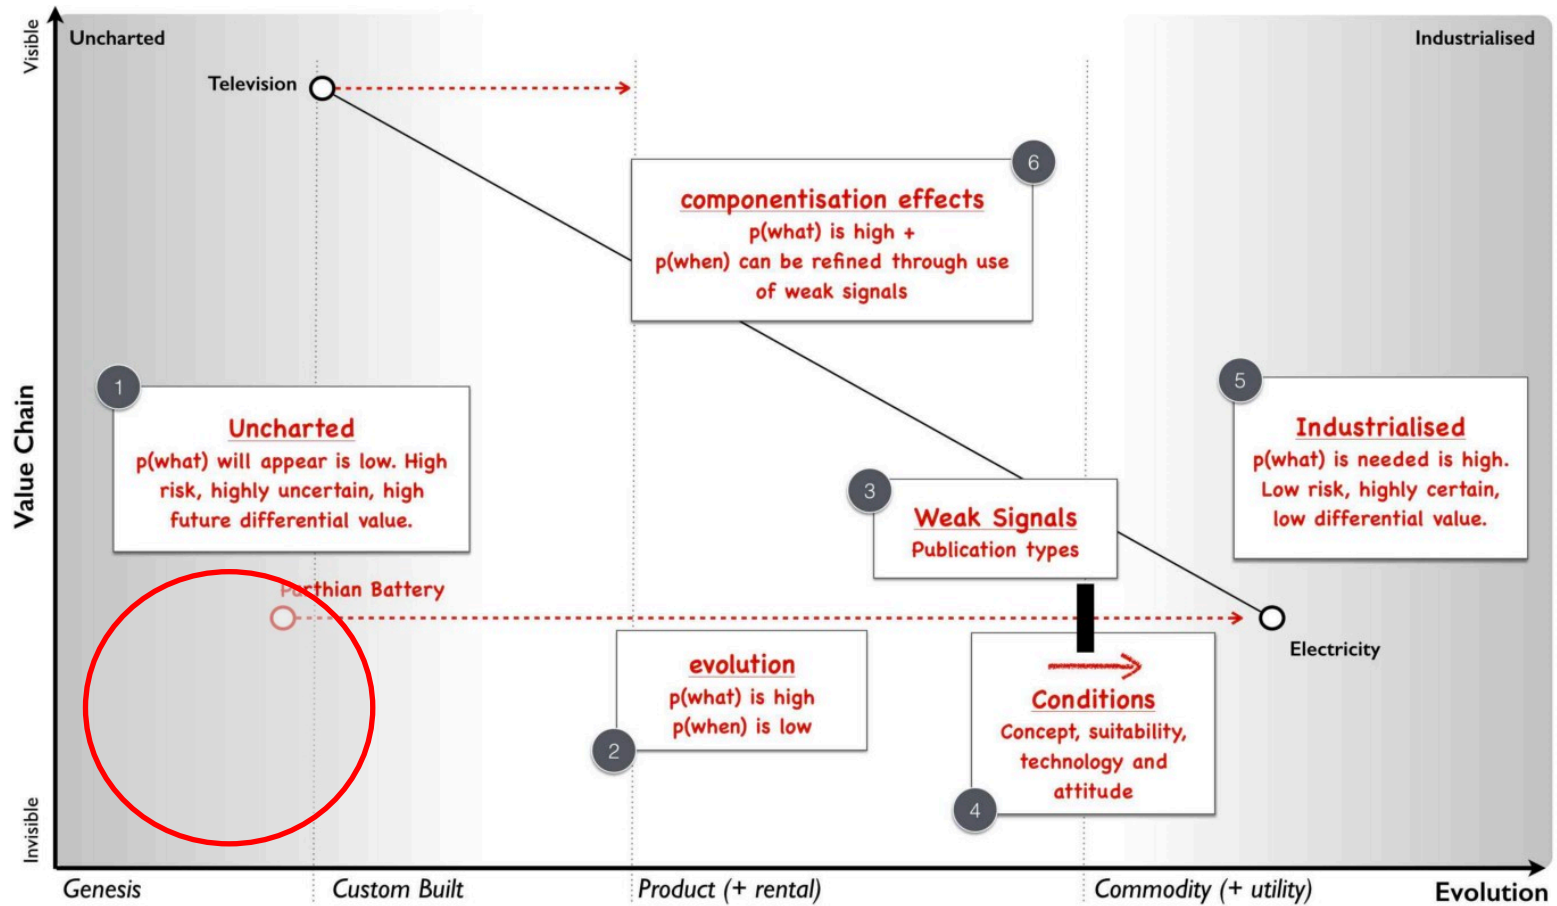 Visible
Uncharted
Industrialised
Television
6
componentisation effects
p(what) is high +
p(when) can be refined through use
of weak signals
1
Uncharted
p(what) will appear is low. High
risk, highly uncertain, high
future differential value.
5
Industrialised
p(what) is needed is high.
Low risk, highly certain,
low differential value.
Value Chain
3
Weak Signals
Publication types
Parthian Battery
Electricity
evolution
p(what) is high
p(when) is low
2
Conditions
Concept, suitability,
technology and
attitude
4
Invisible
Genesis
Custom Built
Product (+ rental)
Commodity (+ utility)
Evolution